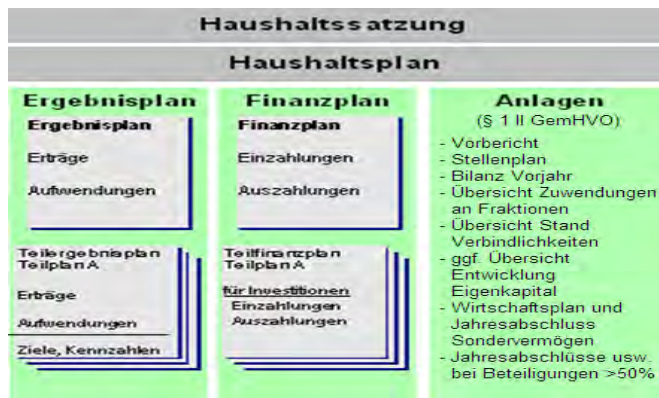 Haushaltssatzung
Haushaltsplan
Ergebnisplan
Ergebnisplan
Erträge
Aufwendungen
Teilergebnisplan
Teilplan A
Erträge
Aufwendungen
Ziele, Kennzahlen
Finanzplan
Finanzplan
Einzahlungen
Auszahlungen
Teilfinanzplan
Teilplan A
für Investitionen
Einzahlungen
Auszahlungen
Anlagen
(§ 1 II GemHVO)
- Vorbericht
- Stellenplan
- Bilanz Vorjahr
- Übersicht Zuwendungen
an Fraktionen
- Übersicht Stand
Verbindlichkeiten
- ggf. Übersicht
Entwicklung
Eigenkapital
- Wirtschaftsplan und
Jahresabschluss
Sondervermögen
- Jahresabschlüsse usw.
bei Beteiligungen >50%